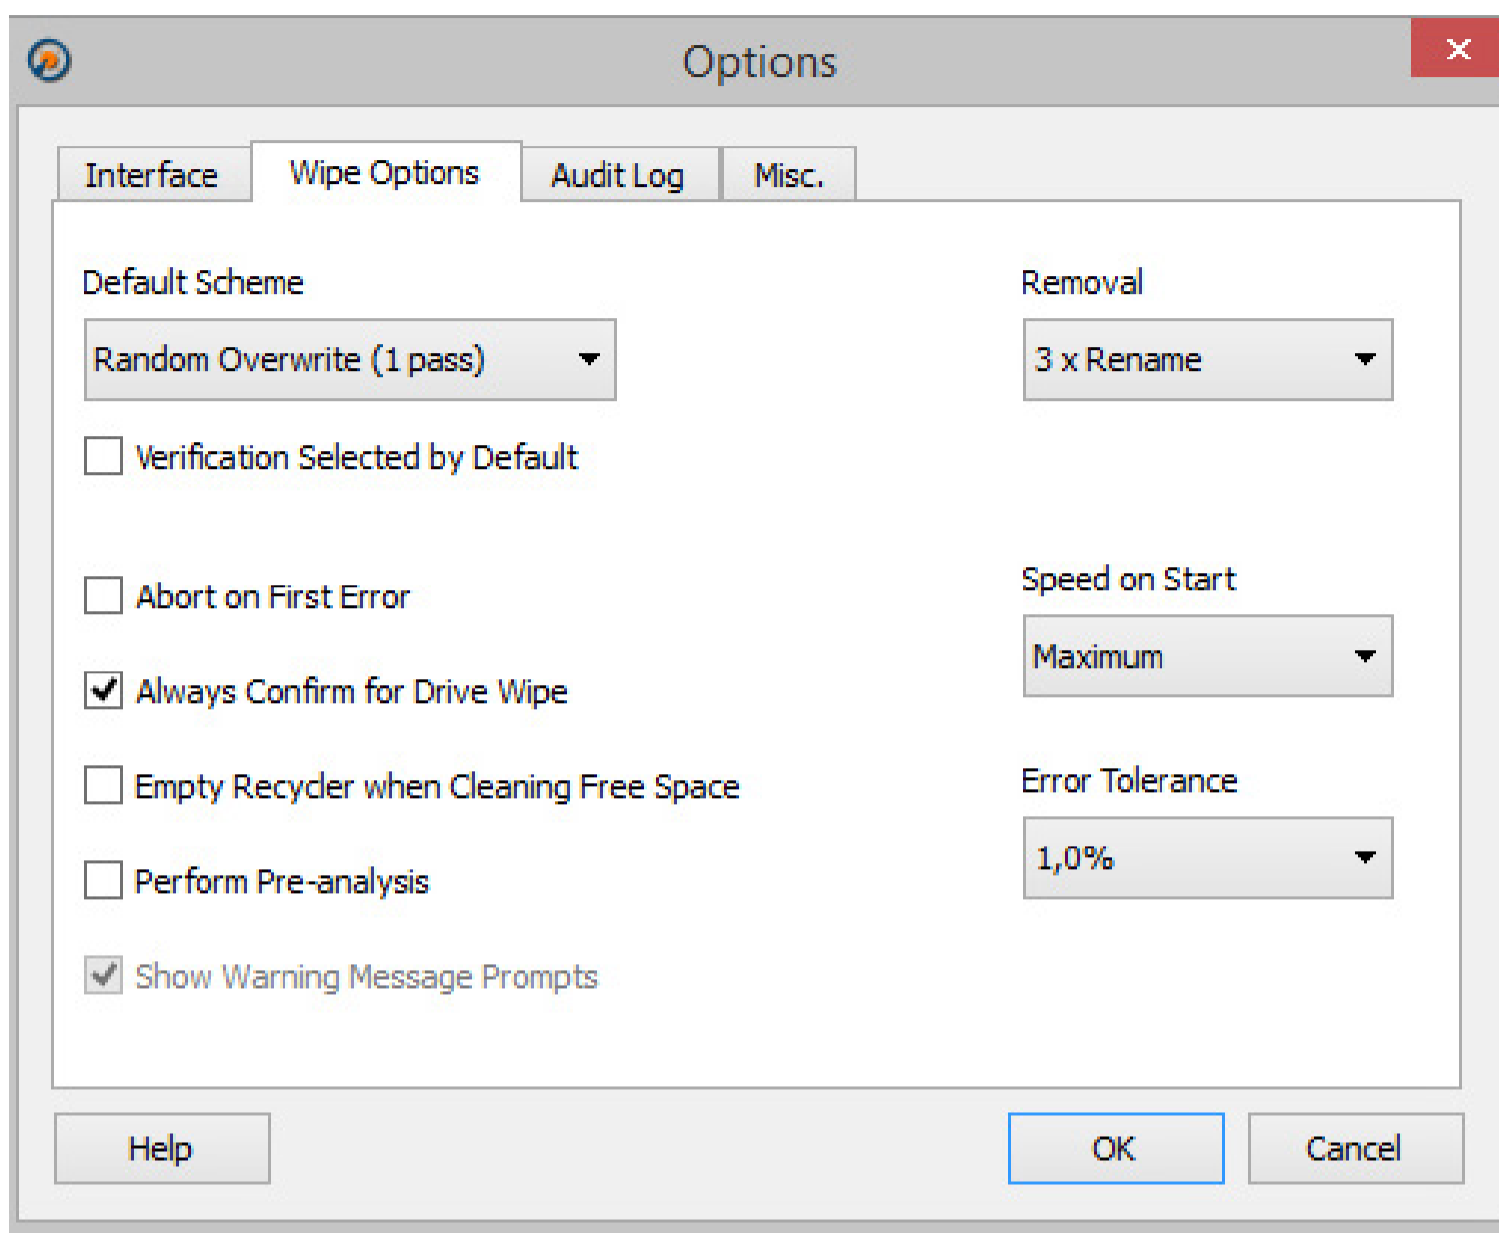 Options
Interface
Wipe Options
Audit Log
Misc.
Default Scheme
Random Overwrite (1 pass)
Verification Selected by Default
Abort on First Error
Always Confirm for Drive Wipe
Empty Recycler when Cleaning Free Space
Perform Pre-analysis
Show Warning Message Prompts
Removal
3 x Rename
Speed on Start
Maximum
Error Tolerance
1,0%
Help
OK
Cancel